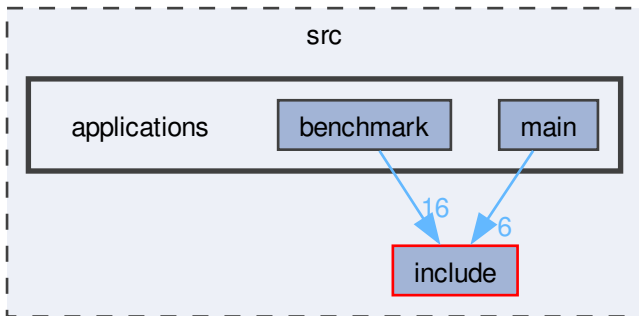 src
applications
benchmark
main
16
6
include